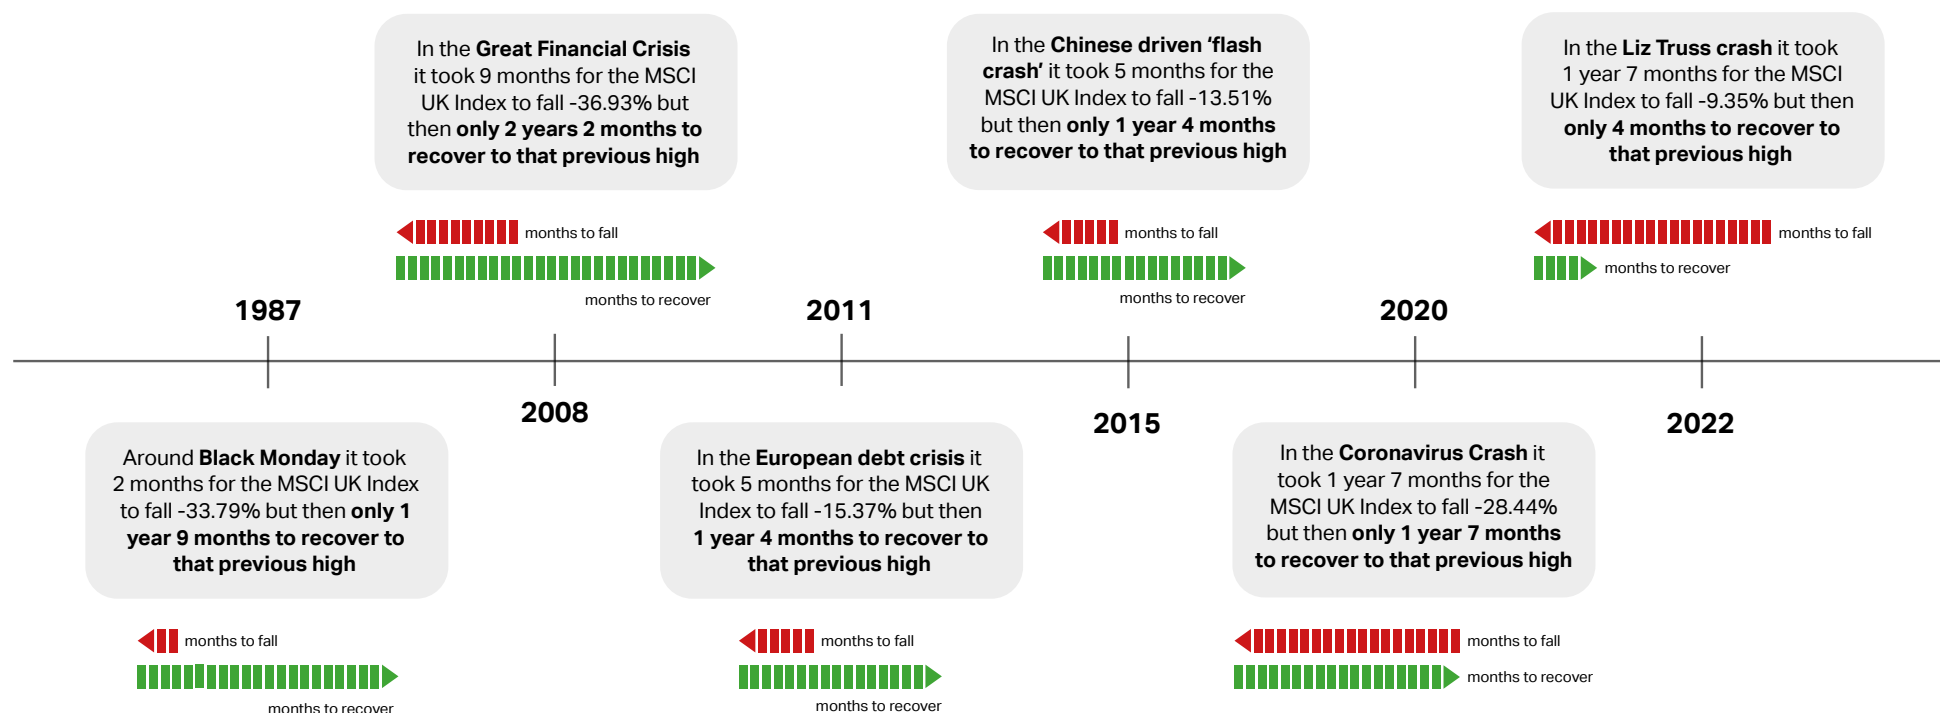 In the Great Financial Crisis
it took 9 months for the MSCI
UK Index to fall -36.93% but
then only 2 years 2 months to
recover to that previous high
months to fall
months to recover
In the Chinese driven ‘flash
crash’ it took 5 months for the
MSCI UK Index to fall -13.51%
but then only 1 year 4 months
to recover to that previous high
months to fall
months to recover
In the Liz Truss crash it took
1 year 7 months for the MSCI
UK Index to fall -9.35% but then
only 4 months to recover to
that previous high
months to fall
months to recover
1987
2011
2020
2008
2015
2022
Around Black Monday it took
2 months for the MSCI UK Index
to fall -33.79% but then only 1
year 9 months to recover to
that previous high
months to fall
months to recover
In the European debt crisis it
took 5 months for the MSCI UK
Index to fall -15.37% but then
1 year 4 months to recover to
that previous high
months to fall
months to recover
In the Coronavirus Crash it
took 1 year 7 months for the
MSCI UK Index to fall -28.44%
but then only 1 year 7 months
to recover to that previous high
months to fall
months to recover